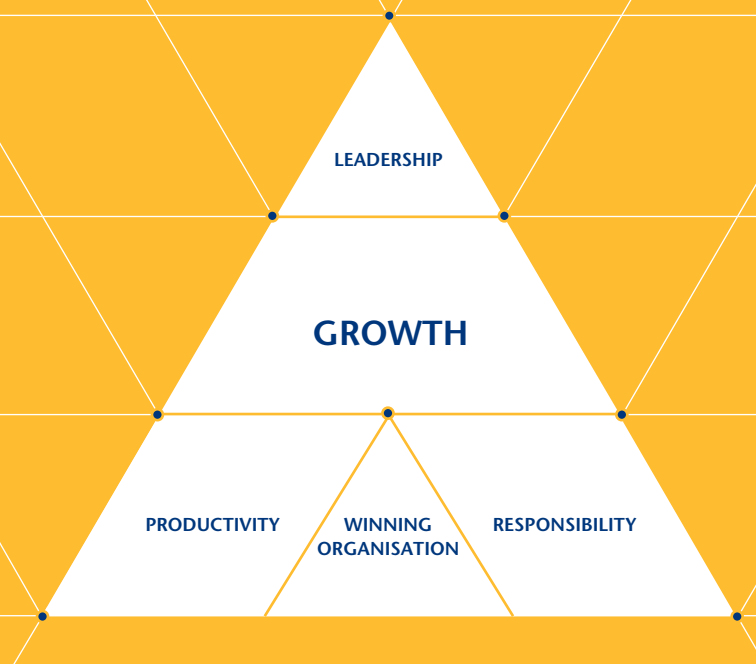 LEADERSHIP
GROWTH
PRODUCTIVITY
WINNING
ORGANISATION
RESPONSIBILITY